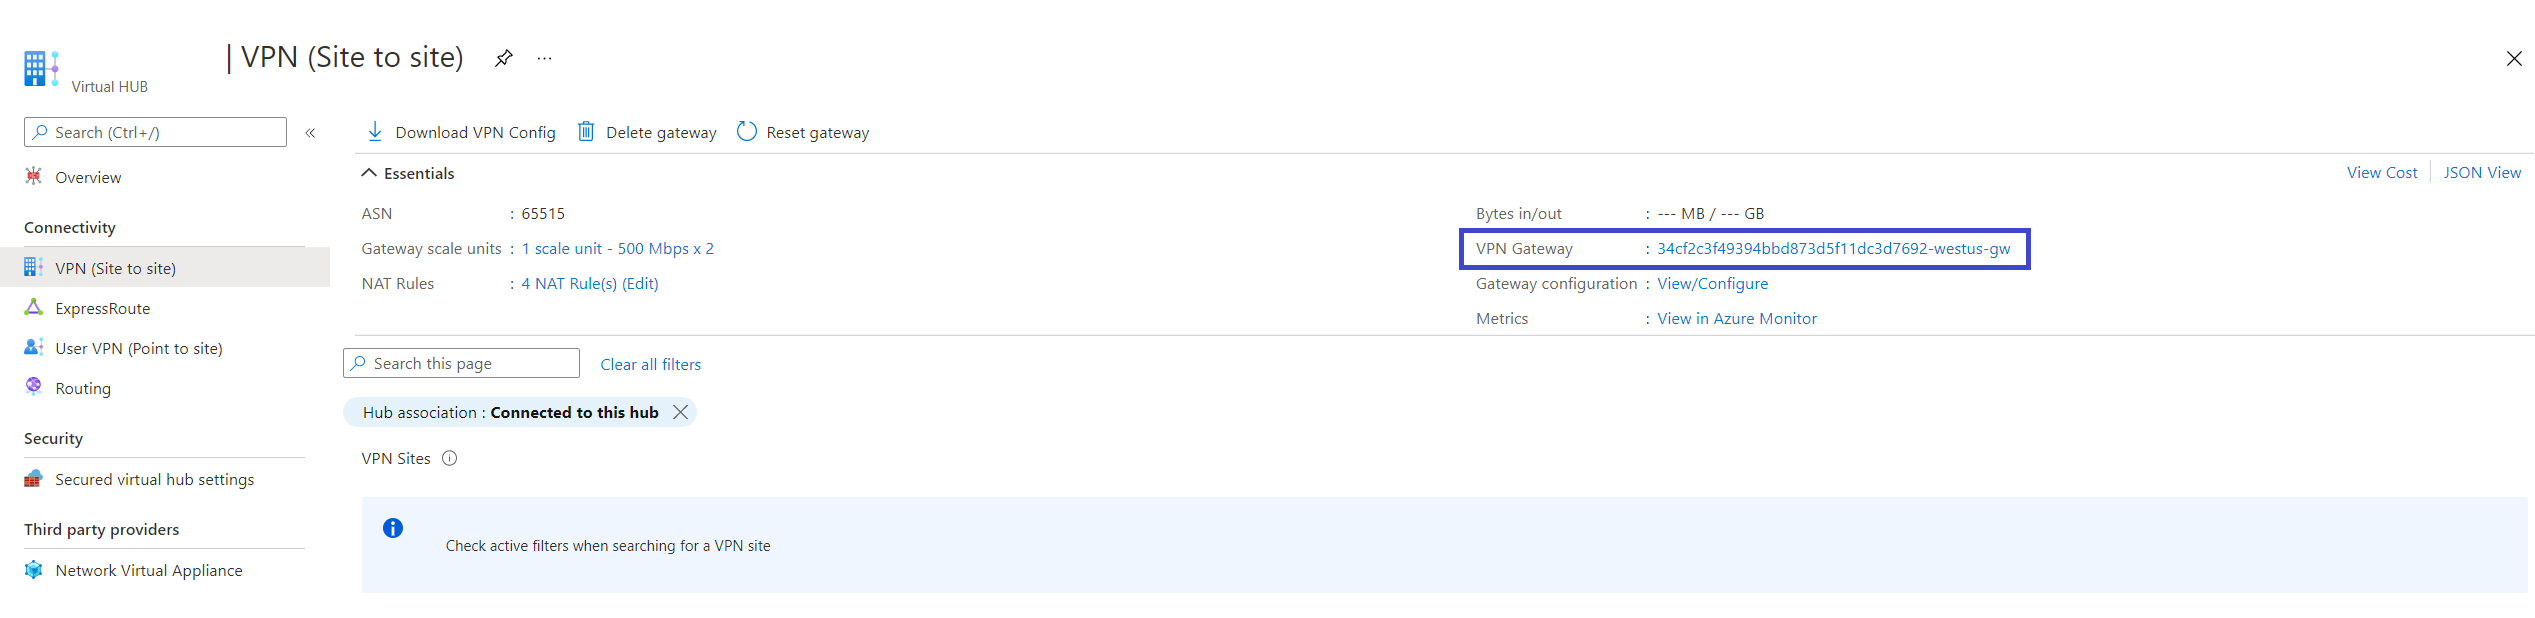 | VPN (Site to site) ...
Virtual HUB
Search (Ctrl+/) «
Overview
Connectivity
VPN (Site to site)
ExpressRoute
User VPN (Point to site)
Routing
Security
Secured virtual hub settings
Third party providers
Network Virtual Appliance
Download VPN Config Delete gateway Reset gateway
Essentials View Cost JSON View
ASN : 65515
Gateway scale units : 1 scale unit - 500 Mbps x 2
NAT Rules : 4 NAT Rule(s) (Edit)
Bytes in/out : --- MB / --- GB
VPN Gateway : 34cf2c3f49394bbd873d5f11dc3d7692-westus-gw
Gateway configuration : View/Configure
Metrics : View in Azure Monitor
Search this page Clear all filters
Hub association : Connected to this hub
VPN Sites
Check active filters when searching for a VPN site